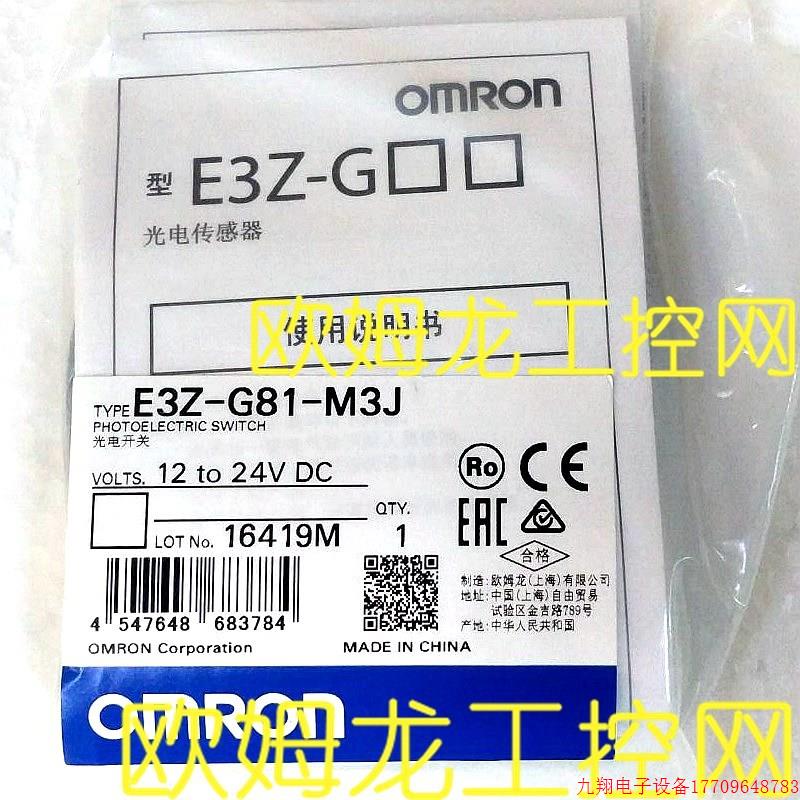 OMRON
型 E3Z-G□□
光电传感器
使用说明书
欧姆龙工控网
TYPE E3Z-G81-M3J
PHOTOELECTRIC SWITCH
光电开关
VOLTS. 12 to 24V DC
QTY.
LOT No. 16419M 1
Ro CE
EAC
合格
制造: 欧姆龙(上海)有限公司
地址: 中国(上海)自由贸易
试验区金吉路789号
产地: 中华人民共和国
4 547648 683784
OMRON Corporation MADE IN CHINA
OMRON
欧姆龙工控网
九翔电子设备17709648783